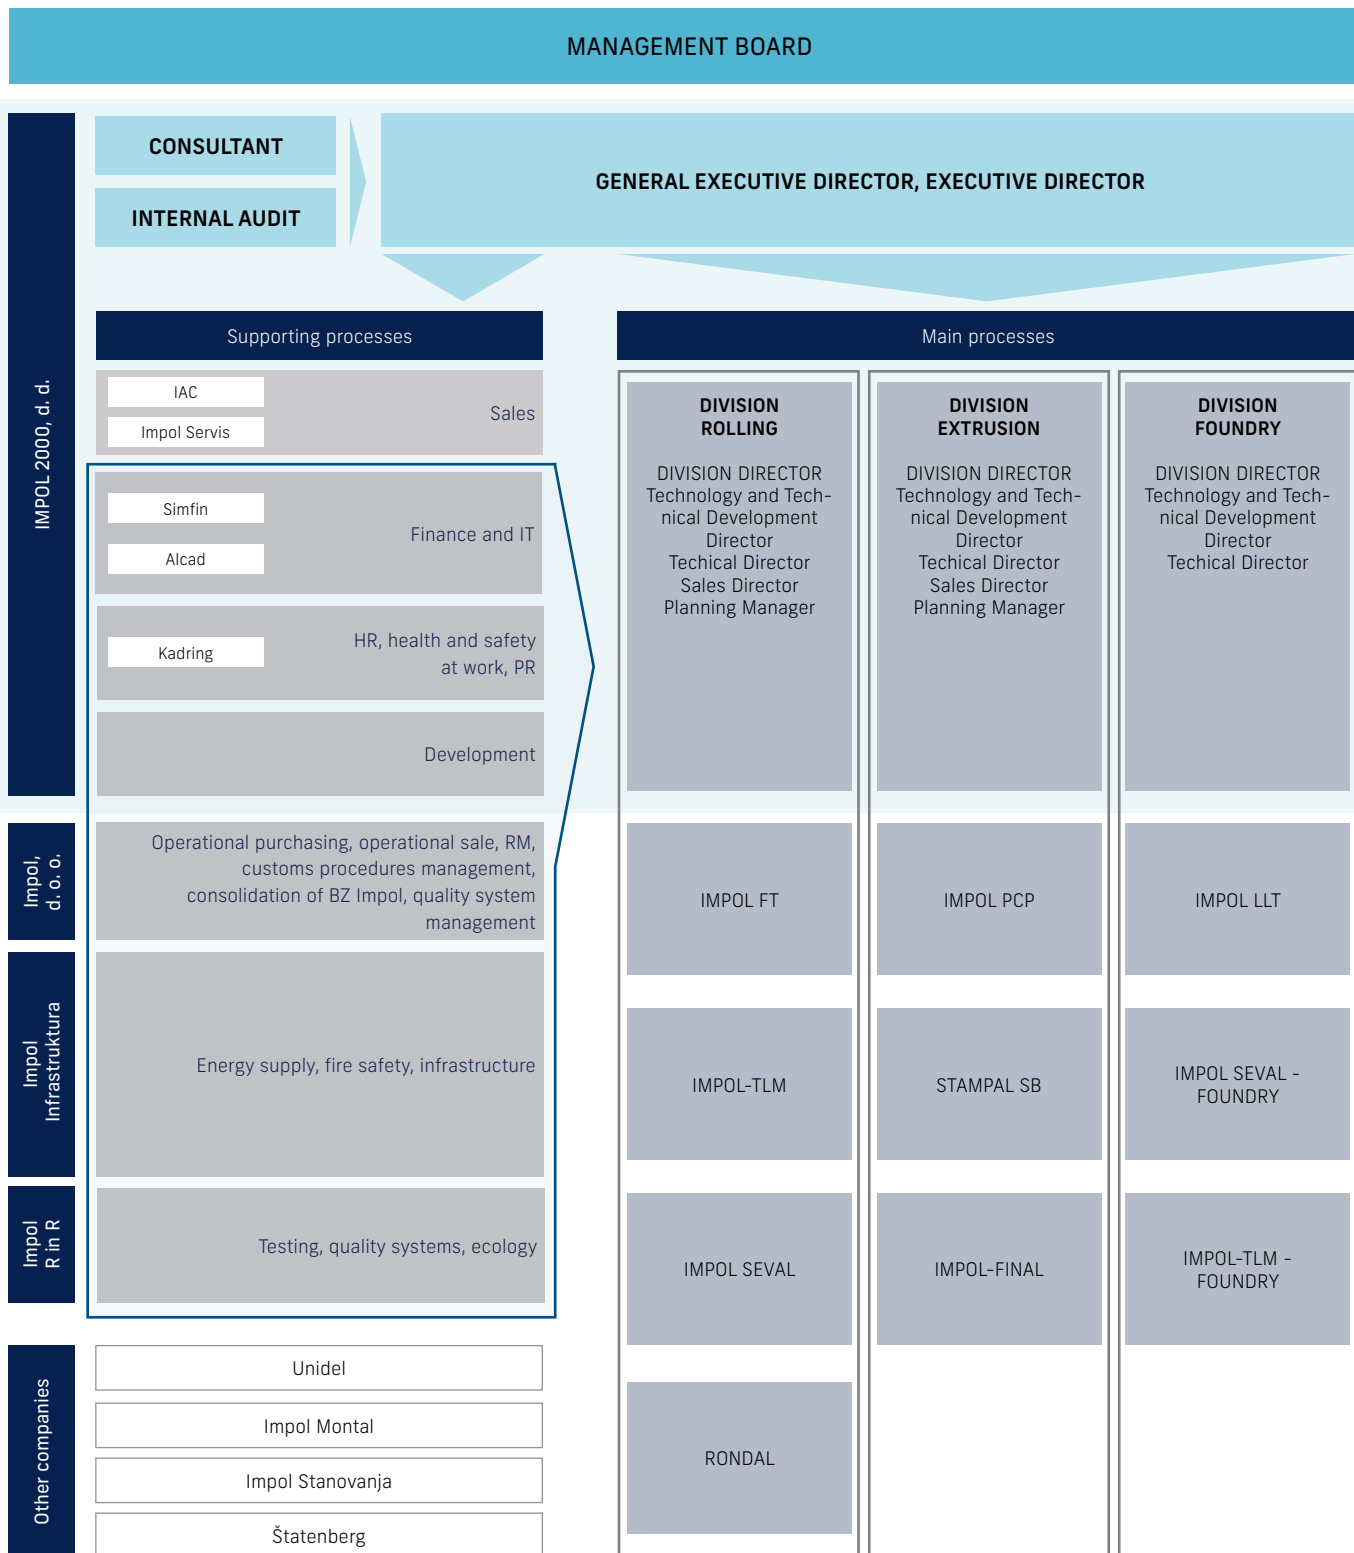 MANAGEMENT BOARD
CONSULTANT
INTERNAL AUDIT
GENERAL EXECUTIVE DIRECTOR, EXECUTIVE DIRECTOR
IMPOL 2000, d. d.
Supporting processes
IAC
Impol Servis
Sales
Simfin
Alcad
Finance and IT
Kadring
HR, health and safety
at work, PR
Development
Impol,
d. o. o.
Operational purchasing, operational sale, RM,
customs procedures management,
consolidation of BZ Impol, quality system
management
Impol
Infrastruktura
Energy supply, fire safety, infrastructure
Impol
R in R
Testing, quality systems, ecology
Other companies
Unidel
Impol Montal
Impol Stanovanja
Štatenberg
Main processes
DIVISION
ROLLING
DIVISION DIRECTOR
Technology and Tech-
nical Development
Director
Techical Director
Sales Director
Planning Manager
IMPOL FT
IMPOL-TLM
IMPOL SEVAL
RONDAL
DIVISION
EXTRUSION
DIVISION DIRECTOR
Technology and Tech-
nical Development
Director
Techical Director
Sales Director
Planning Manager
IMPOL PCP
STAMPAL SB
IMPOL-FINAL
DIVISION
FOUNDRY
DIVISION DIRECTOR
Technology and Tech-
nical Development
Director
Techical Director
IMPOL LLT
IMPOL SEVAL -
FOUNDRY
IMPOL-TLM -
FOUNDRY